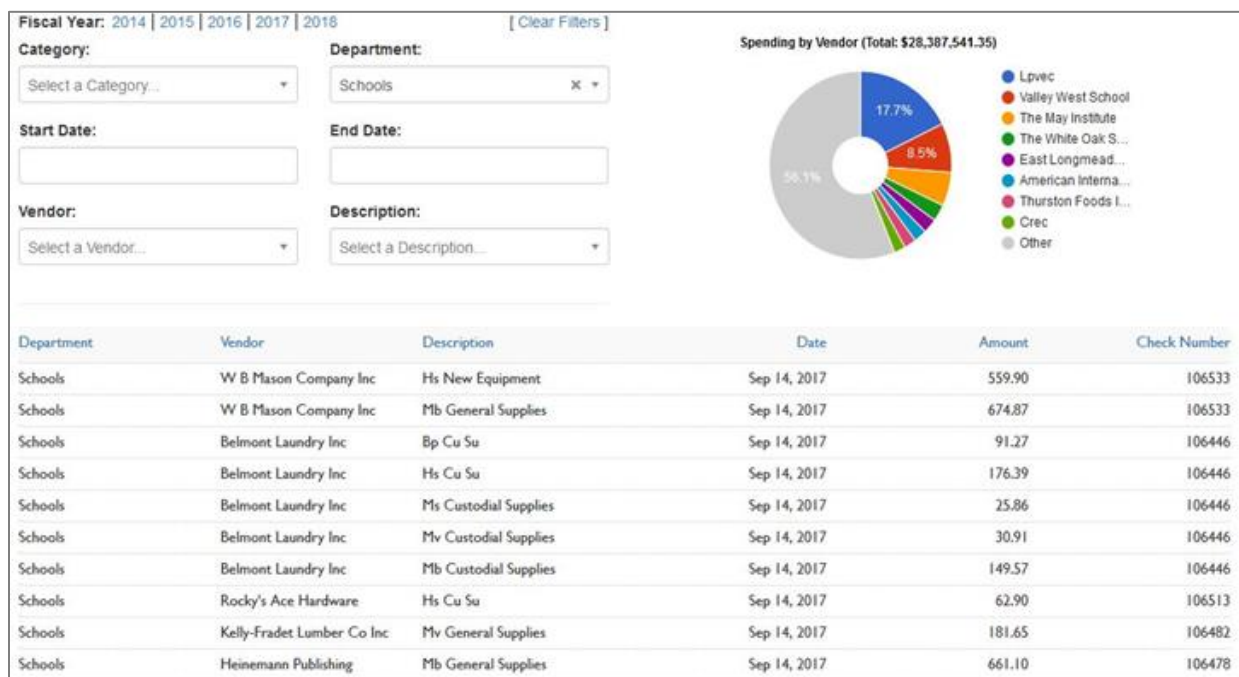 Fiscal Year: 2014 | 2015 | 2016 | 2017 | 2018 [ Clear Filters ]
Category: Department:
Select a Category... Schools ×
Start Date: End Date:
Vendor: Description:
Select a Vendor... Select a Description...
Spending by Vendor (Total: $28,387,541.35)
17.7%
8.5%
56.1%
Lpvec
Valley West School
The May Institute
The White Oak S...
East Longmead...
American Interna...
Thurston Foods I...
Crec
Other
Department Vendor Description Date Amount Check Number
Schools W B Mason Company Inc Hs New Equipment Sep 14, 2017 559.90 106533
Schools W B Mason Company Inc Mb General Supplies Sep 14, 2017 674.87 106533
Schools Belmont Laundry Inc Bp Cu Su Sep 14, 2017 91.27 106446
Schools Belmont Laundry Inc Hs Cu Su Sep 14, 2017 176.39 106446
Schools Belmont Laundry Inc Ms Custodial Supplies Sep 14, 2017 25.86 106446
Schools Belmont Laundry Inc Mv Custodial Supplies Sep 14, 2017 30.91 106446
Schools Belmont Laundry Inc Mb Custodial Supplies Sep 14, 2017 149.57 106446
Schools Rocky's Ace Hardware Hs Cu Su Sep 14, 2017 62.90 106513
Schools Kelly-Fradet Lumber Co Inc Mv General Supplies Sep 14, 2017 181.65 106482
Schools Heinemann Publishing Mb General Supplies Sep 14, 2017 661.10 106478